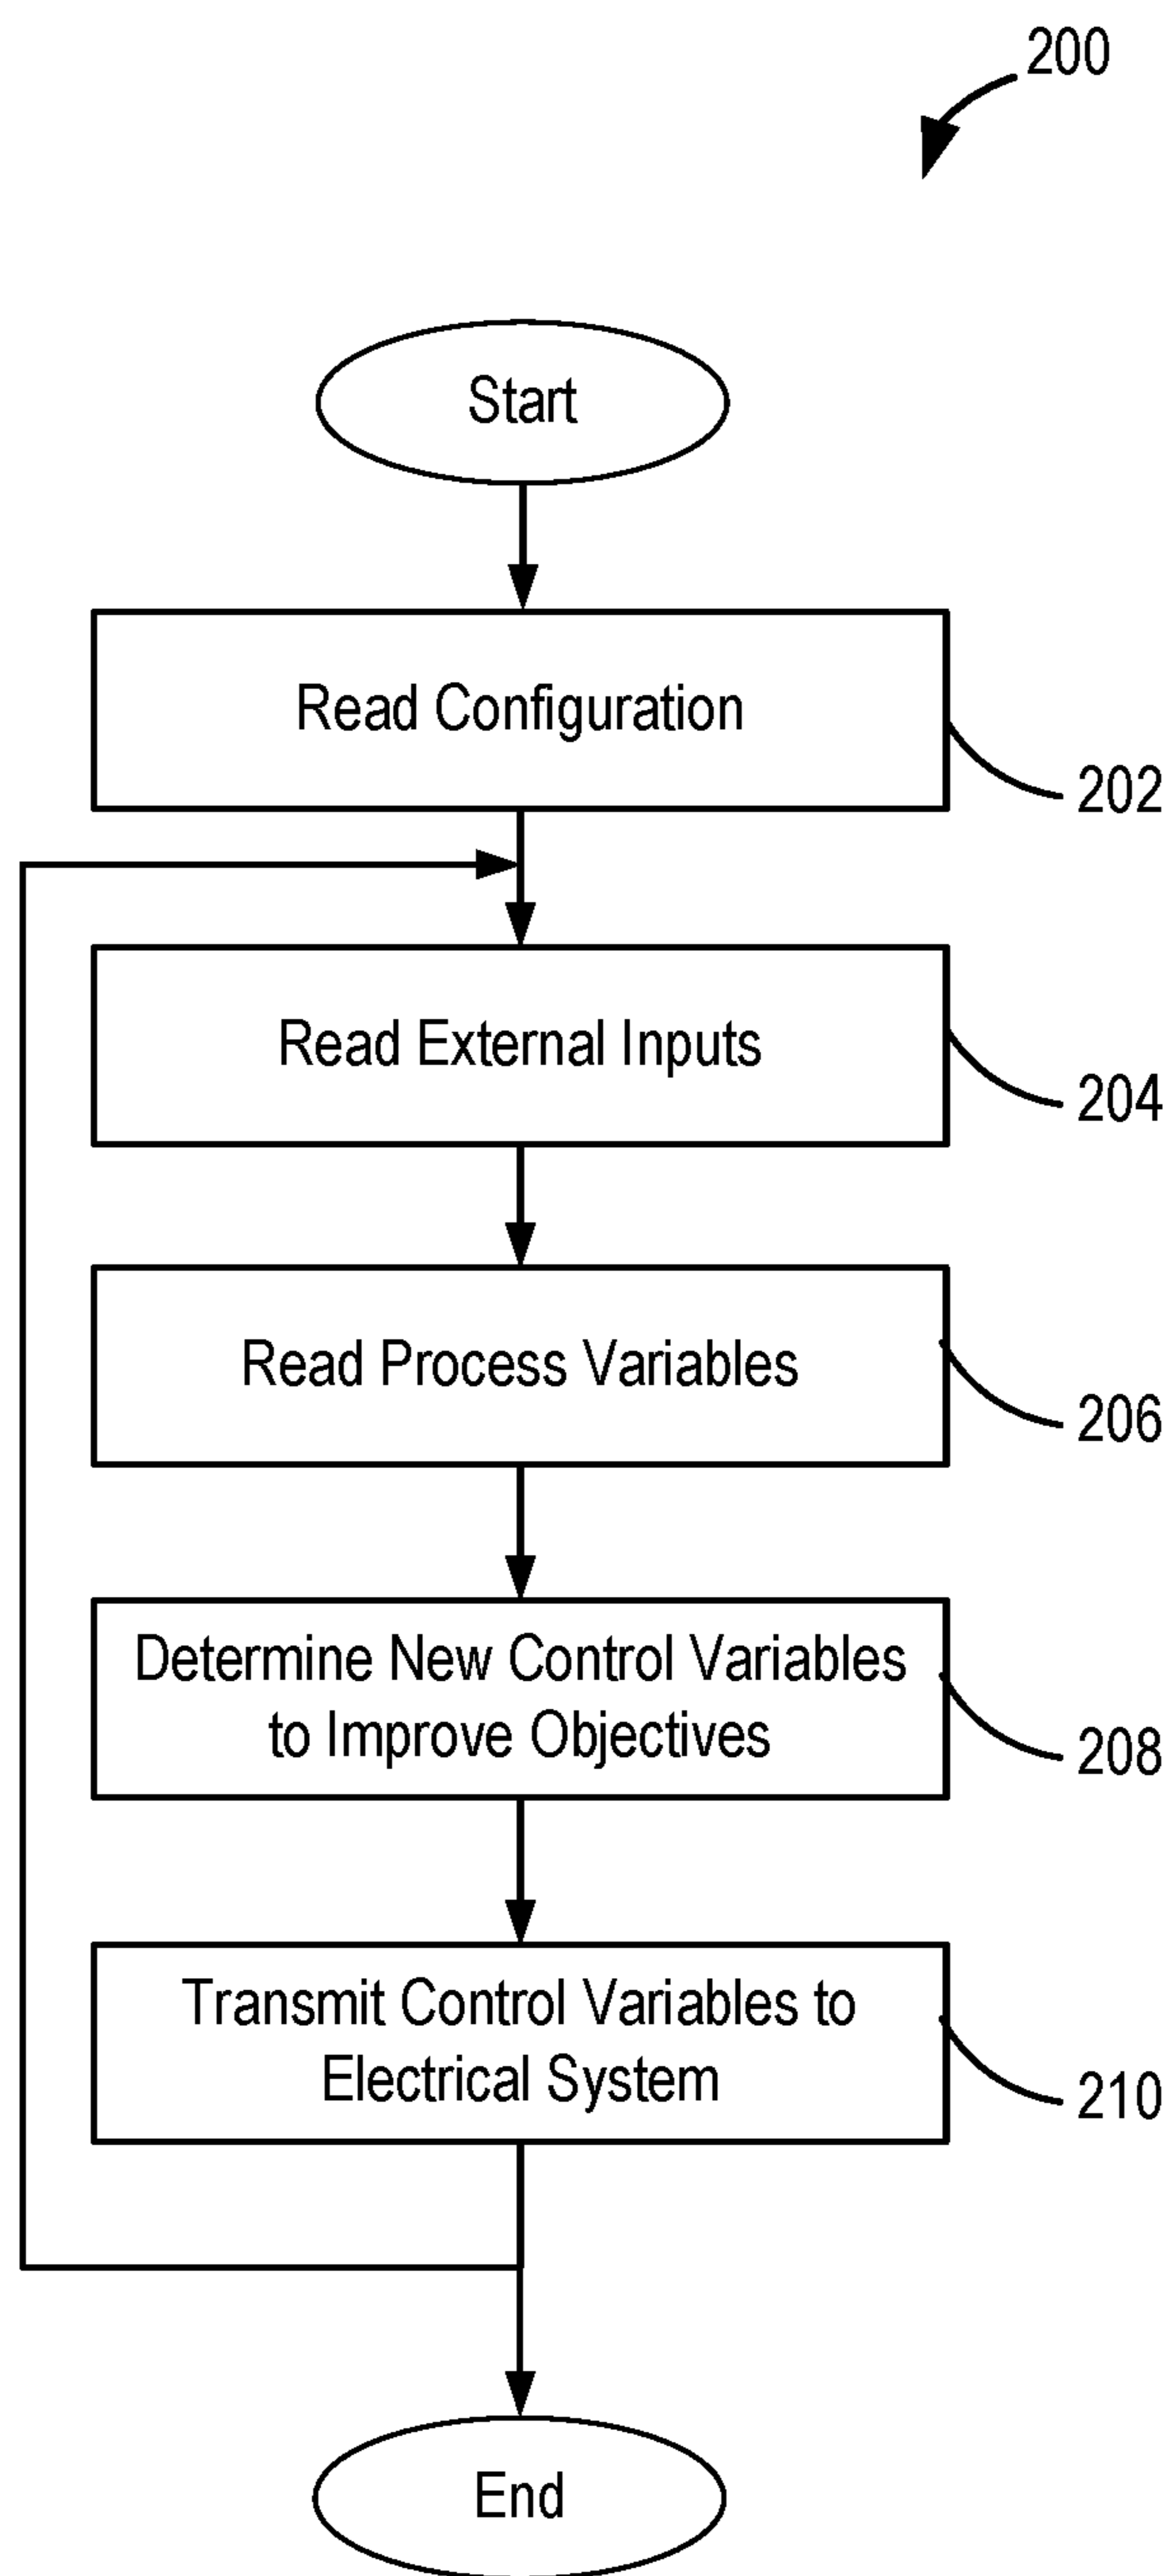 200
Start
Read Configuration
202
Read External Inputs
204
Read Process Variables
206
Determine New Control Variables
to Improve Objectives
208
Transmit Control Variables to
Electrical System
210
End